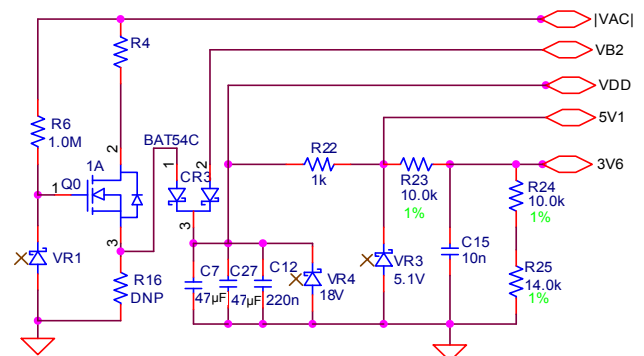 |VAC|
R4
VB2
VDD
5V1
R6
1.0M
BAT54C
R22
1k
R23
10.0k
1%
3V6
2
1
2
1A
Q0
1
CR3
R24
10.0k
1%
3
3
VR1
R16
DNP
C7
47µF
C27
47µF
C12
220n
VR4
18V
VR3
5.1V
C15
10n
R25
14.0k
1%